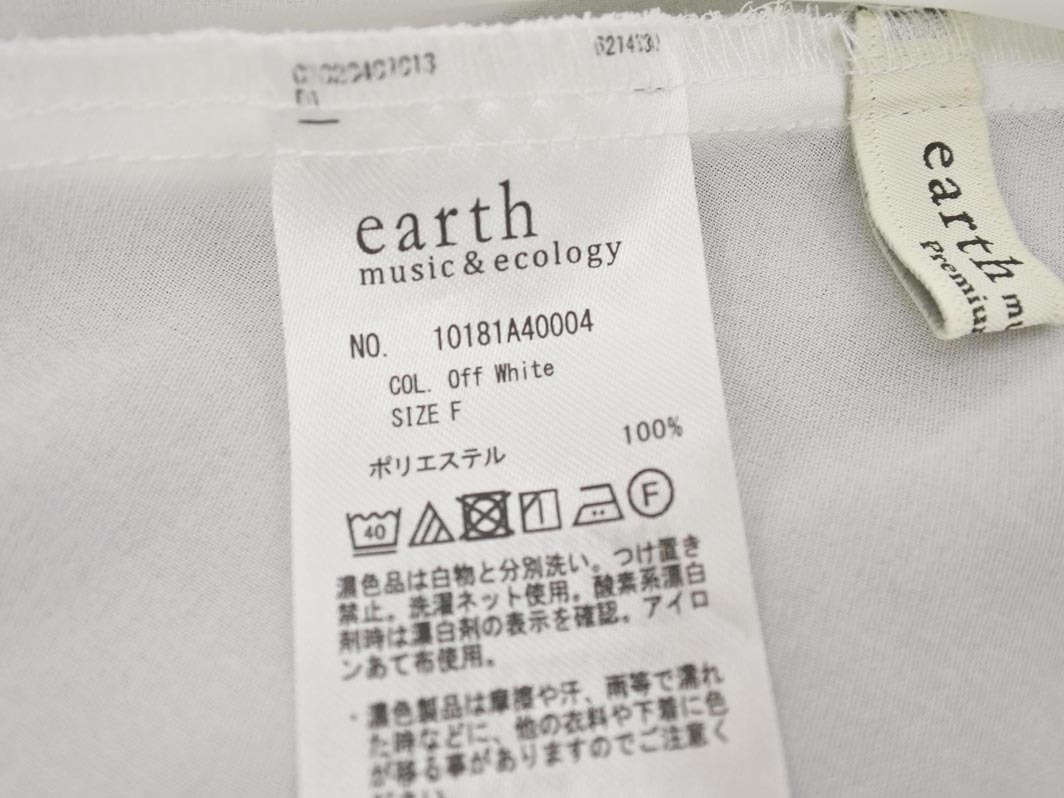 earth
music & ecology
NO. 10181A40004
COL. Off White
SIZE F
100%
ポリエステル
40
F
濃色品は白物と分別洗い。つけ置き
禁止。洗濯ネット使用。酸素系漂白
剤時は漂白剤の表示を確認。アイロ
ンあて布使用。
・濃色製品は摩擦や汗、雨等で濡れ
た時などに、他の衣料や下着に色
が移る事がありますのでご注意く
earth